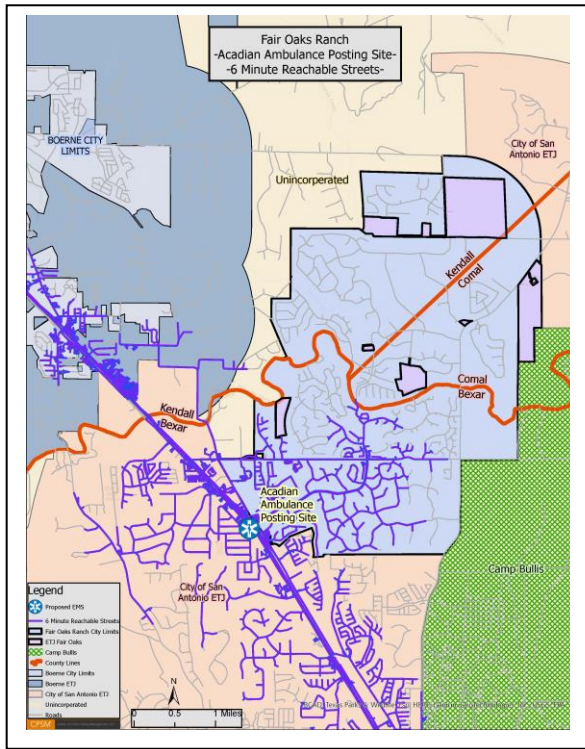 Fair Oaks Ranch
-Acadian Ambulance Posting Site-
-6 Minute Reachable Streets-
BOERNE CITY
LIMITS
City of San
Antonio ETJ
Unincorporated
Kendall
Comal
Comal
Bexar
Kendall
Bexar
Acadian
Ambulance
Posting Site
City of San
Antonio ETJ
Camp Bullis
Legend
Proposed EMS
6 Minute Reachable Streets
Fair Oaks Ranch City Limits
ETJ Fair Oaks
Camp Bullis
County Lines
Boerne City Limits
Boerne ETJ
City of San Antonio ETJ
Unincorporated
Roads
CPSM
N
0 0.5 1 Miles